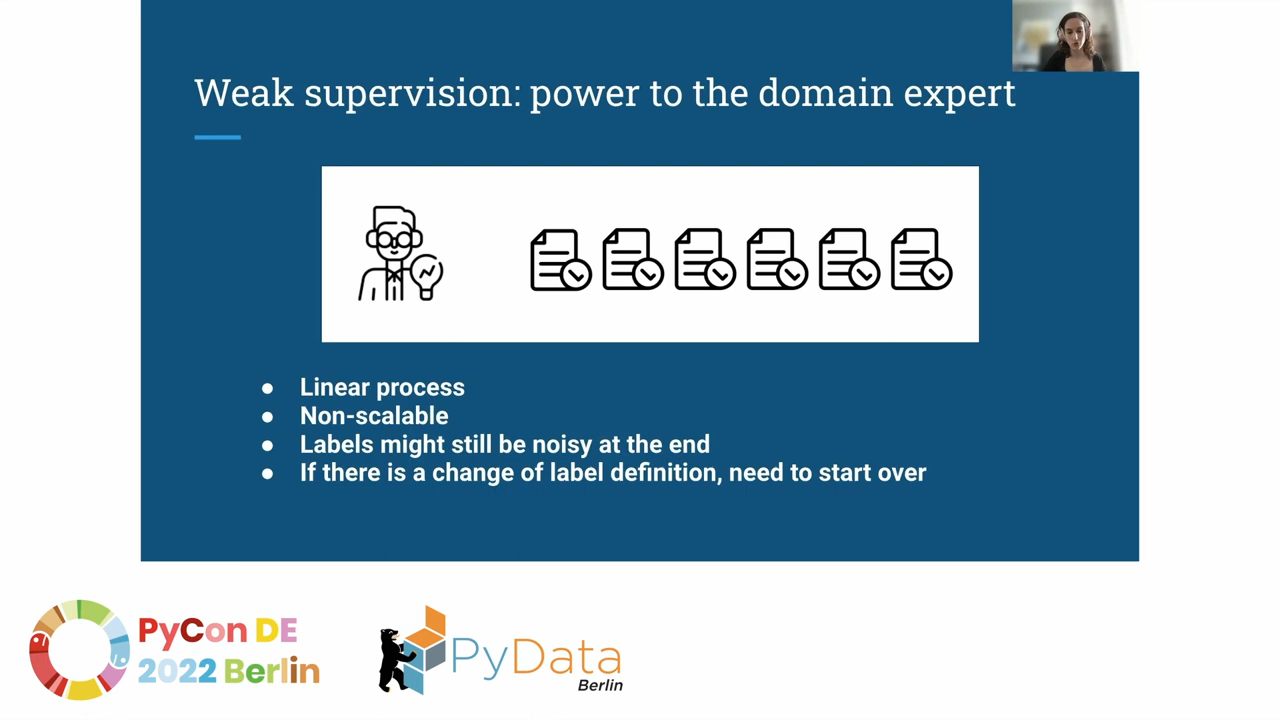 Weak supervision: power to the domain expert
● Linear process
● Non-scalable
● Labels might still be noisy at the end
● If there is a change of label definition, need to start over
PyCon DE
2022 Berlin
PyData
Berlin